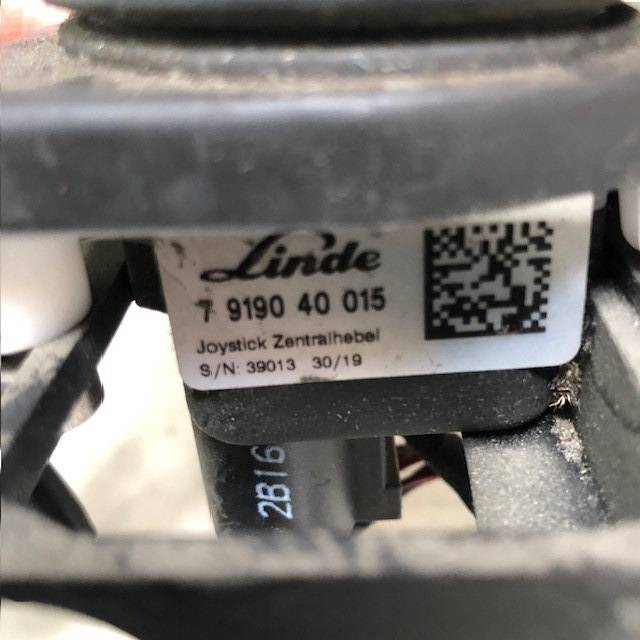 Linde
7 9190 40 015
Joystick Zentralhebel
S/N: 39013 30/19
2B16